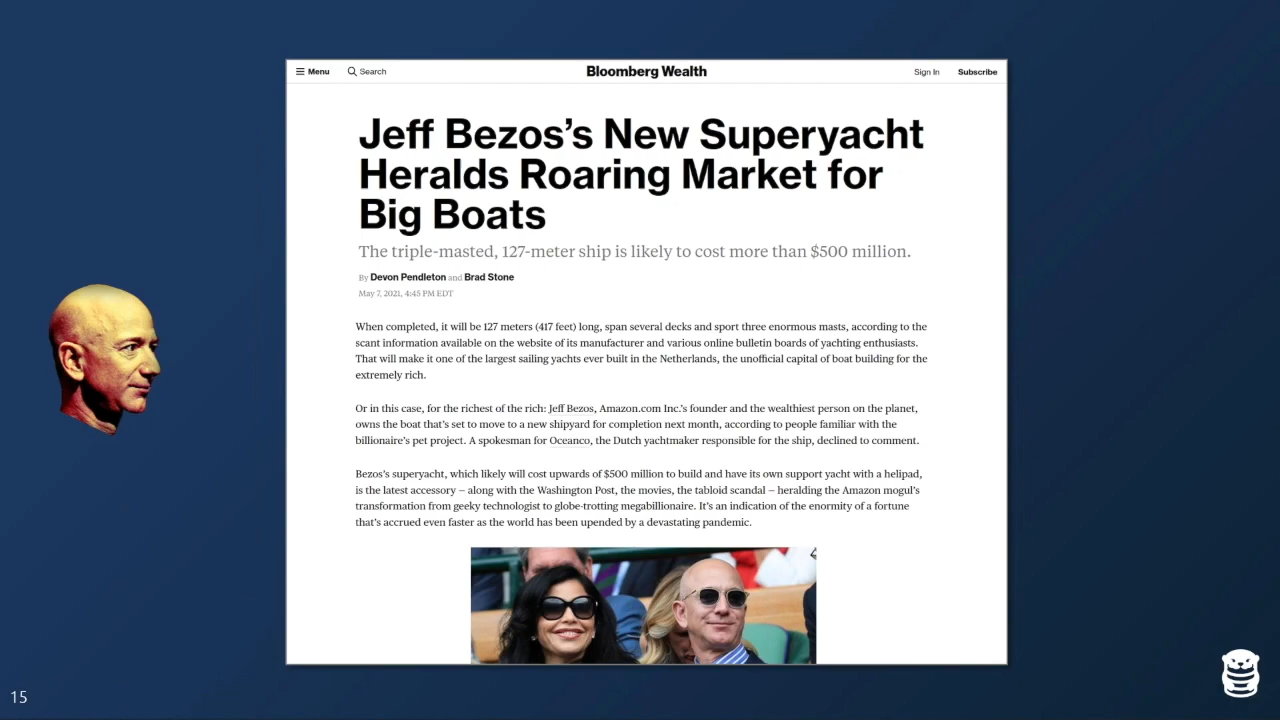 Menu Search Bloomberg Wealth Sign In Subscribe
Jeff Bezos’s New Superyacht
Heralds Roaring Market for
Big Boats
The triple-masted, 127-meter ship is likely to cost more than $500 million.
By Devon Pendleton and Brad Stone
May 7, 2021, 4:45 PM EDT
When completed, it will be 127 meters (417 feet) long, span several decks and sport three enormous masts, according to the
scant information available on the website of its manufacturer and various online bulletin boards of yachting enthusiasts.
That will make it one of the largest sailing yachts ever built in the Netherlands, the unofficial capital of boat building for the
extremely rich.
Or in this case, for the richest of the rich: Jeff Bezos, Amazon.com Inc.’s founder and the wealthiest person on the planet,
owns the boat that’s set to move to a new shipyard for completion next month, according to people familiar with the
billionaire’s pet project. A spokesman for Oceanco, the Dutch yachtmaker responsible for the ship, declined to comment.
Bezos’s superyacht, which likely will cost upwards of $500 million to build and have its own support yacht with a helipad,
is the latest accessory – along with the Washington Post, the movies, the tabloid scandal – heralding the Amazon mogul’s
transformation from geeky technologist to globe-trotting megabillionaire. It’s an indication of the enormity of a fortune
that’s accrued even faster as the world has been upended by a devastating pandemic.
15